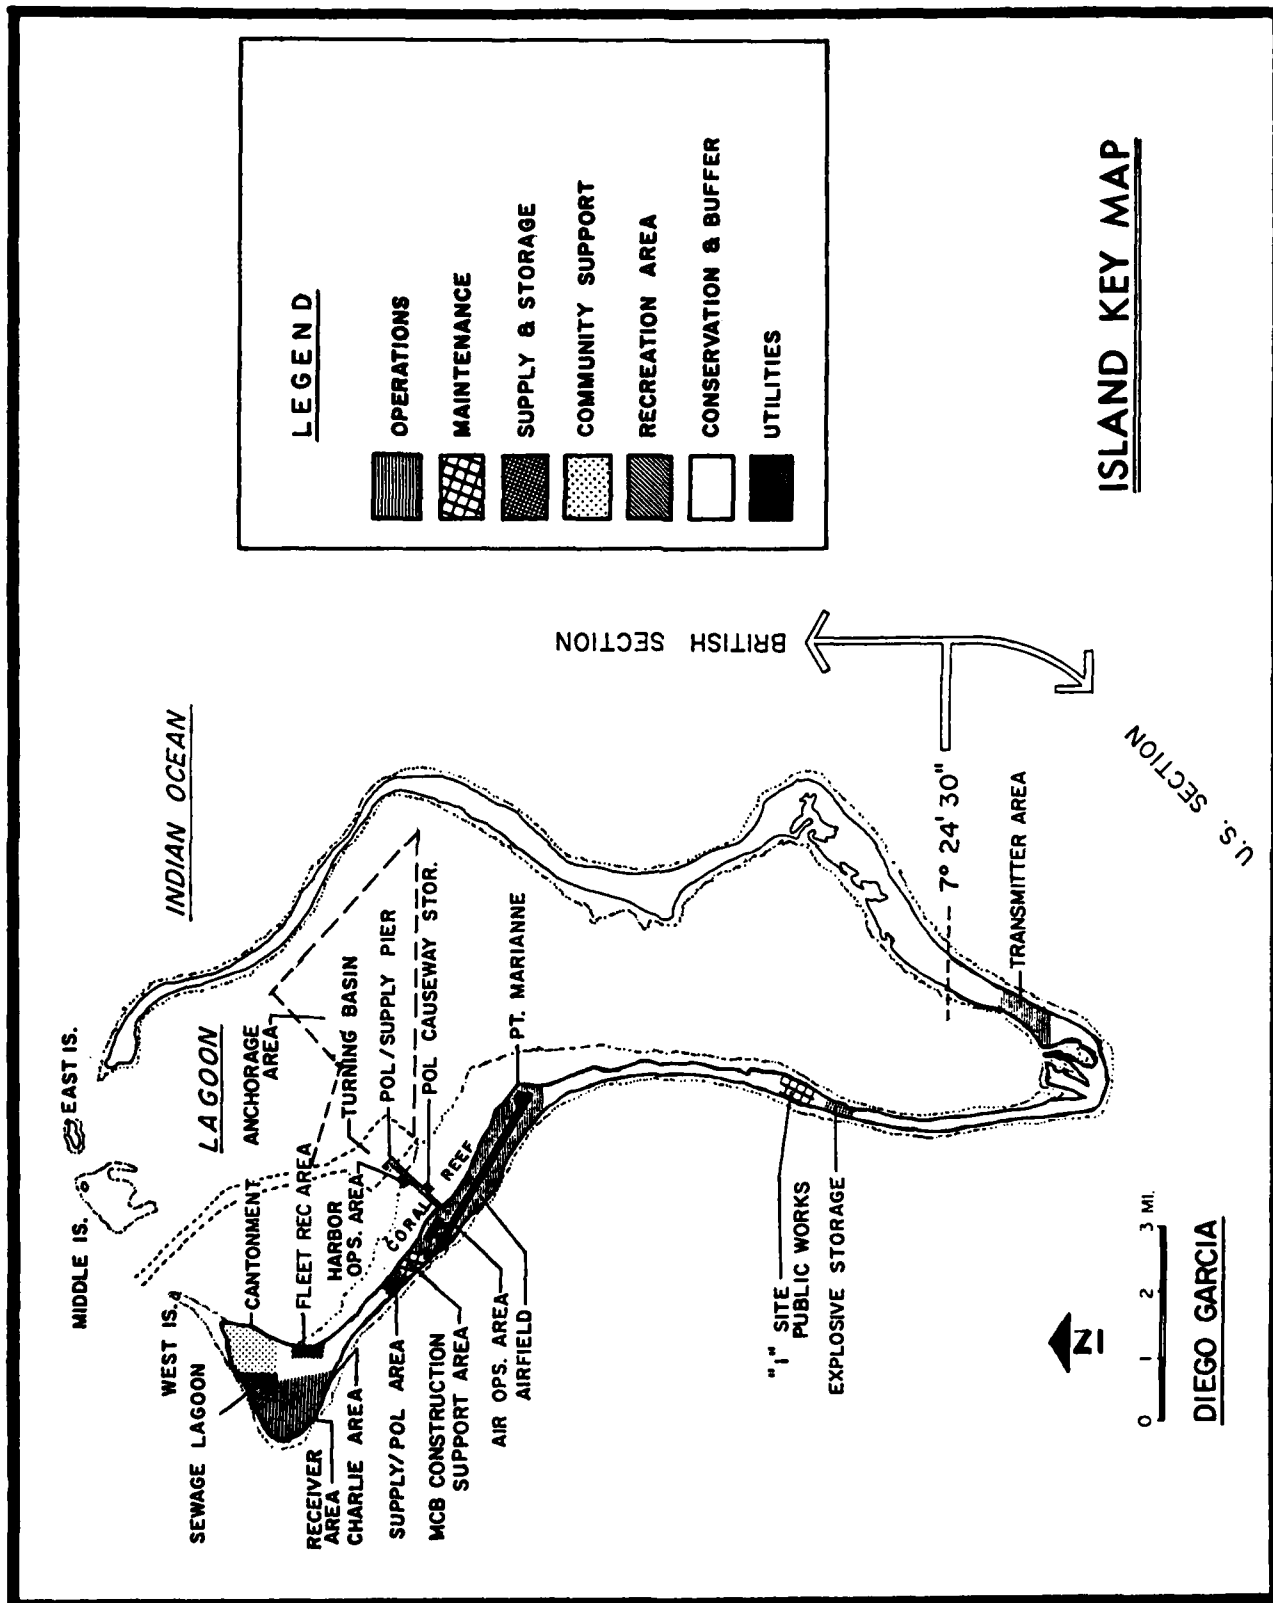 MIDDLE IS.
EAST IS.
WEST IS.
SEWAGE LAGOON
CANTONMENT
FLEET REC AREA
HARBOR
OPS. AREA
LAGOON
ANCHORAGE
AREA
TURNING BASIN
POL/SUPPLY PIER
POL CAUSEWAY STOR.
INDIAN OCEAN
RECEIVER
AREA
CHARLIE AREA
SUPPLY/POL AREA
MCB CONSTRUCTION
SUPPORT AREA
AIR OPS. AREA
AIRFIELD
CORAL REEF
PT. MARIANNE
"I" SITE
PUBLIC WORKS
EXPLOSIVE STORAGE
TRANSMITTER AREA
7° 24' 30"
BRITISH SECTION
U.S. SECTION
LEGEND
OPERATIONS
MAINTENANCE
SUPPLY & STORAGE
COMMUNITY SUPPORT
RECREATION AREA
CONSERVATION & BUFFER
UTILITIES
N
0 1 2 3 MI.
DIEGO GARCIA
ISLAND KEY MAP